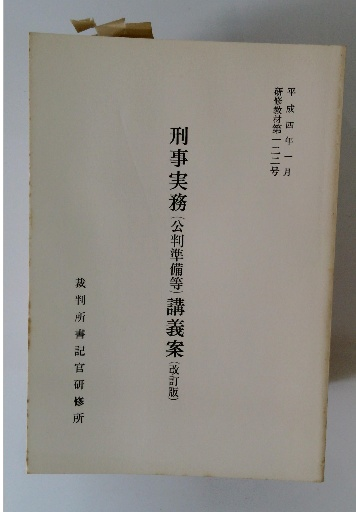 平成四年一月
研修教材第一二二号
刑事実務(公判準備等)講義案(改訂版)
裁判所書記官研修所